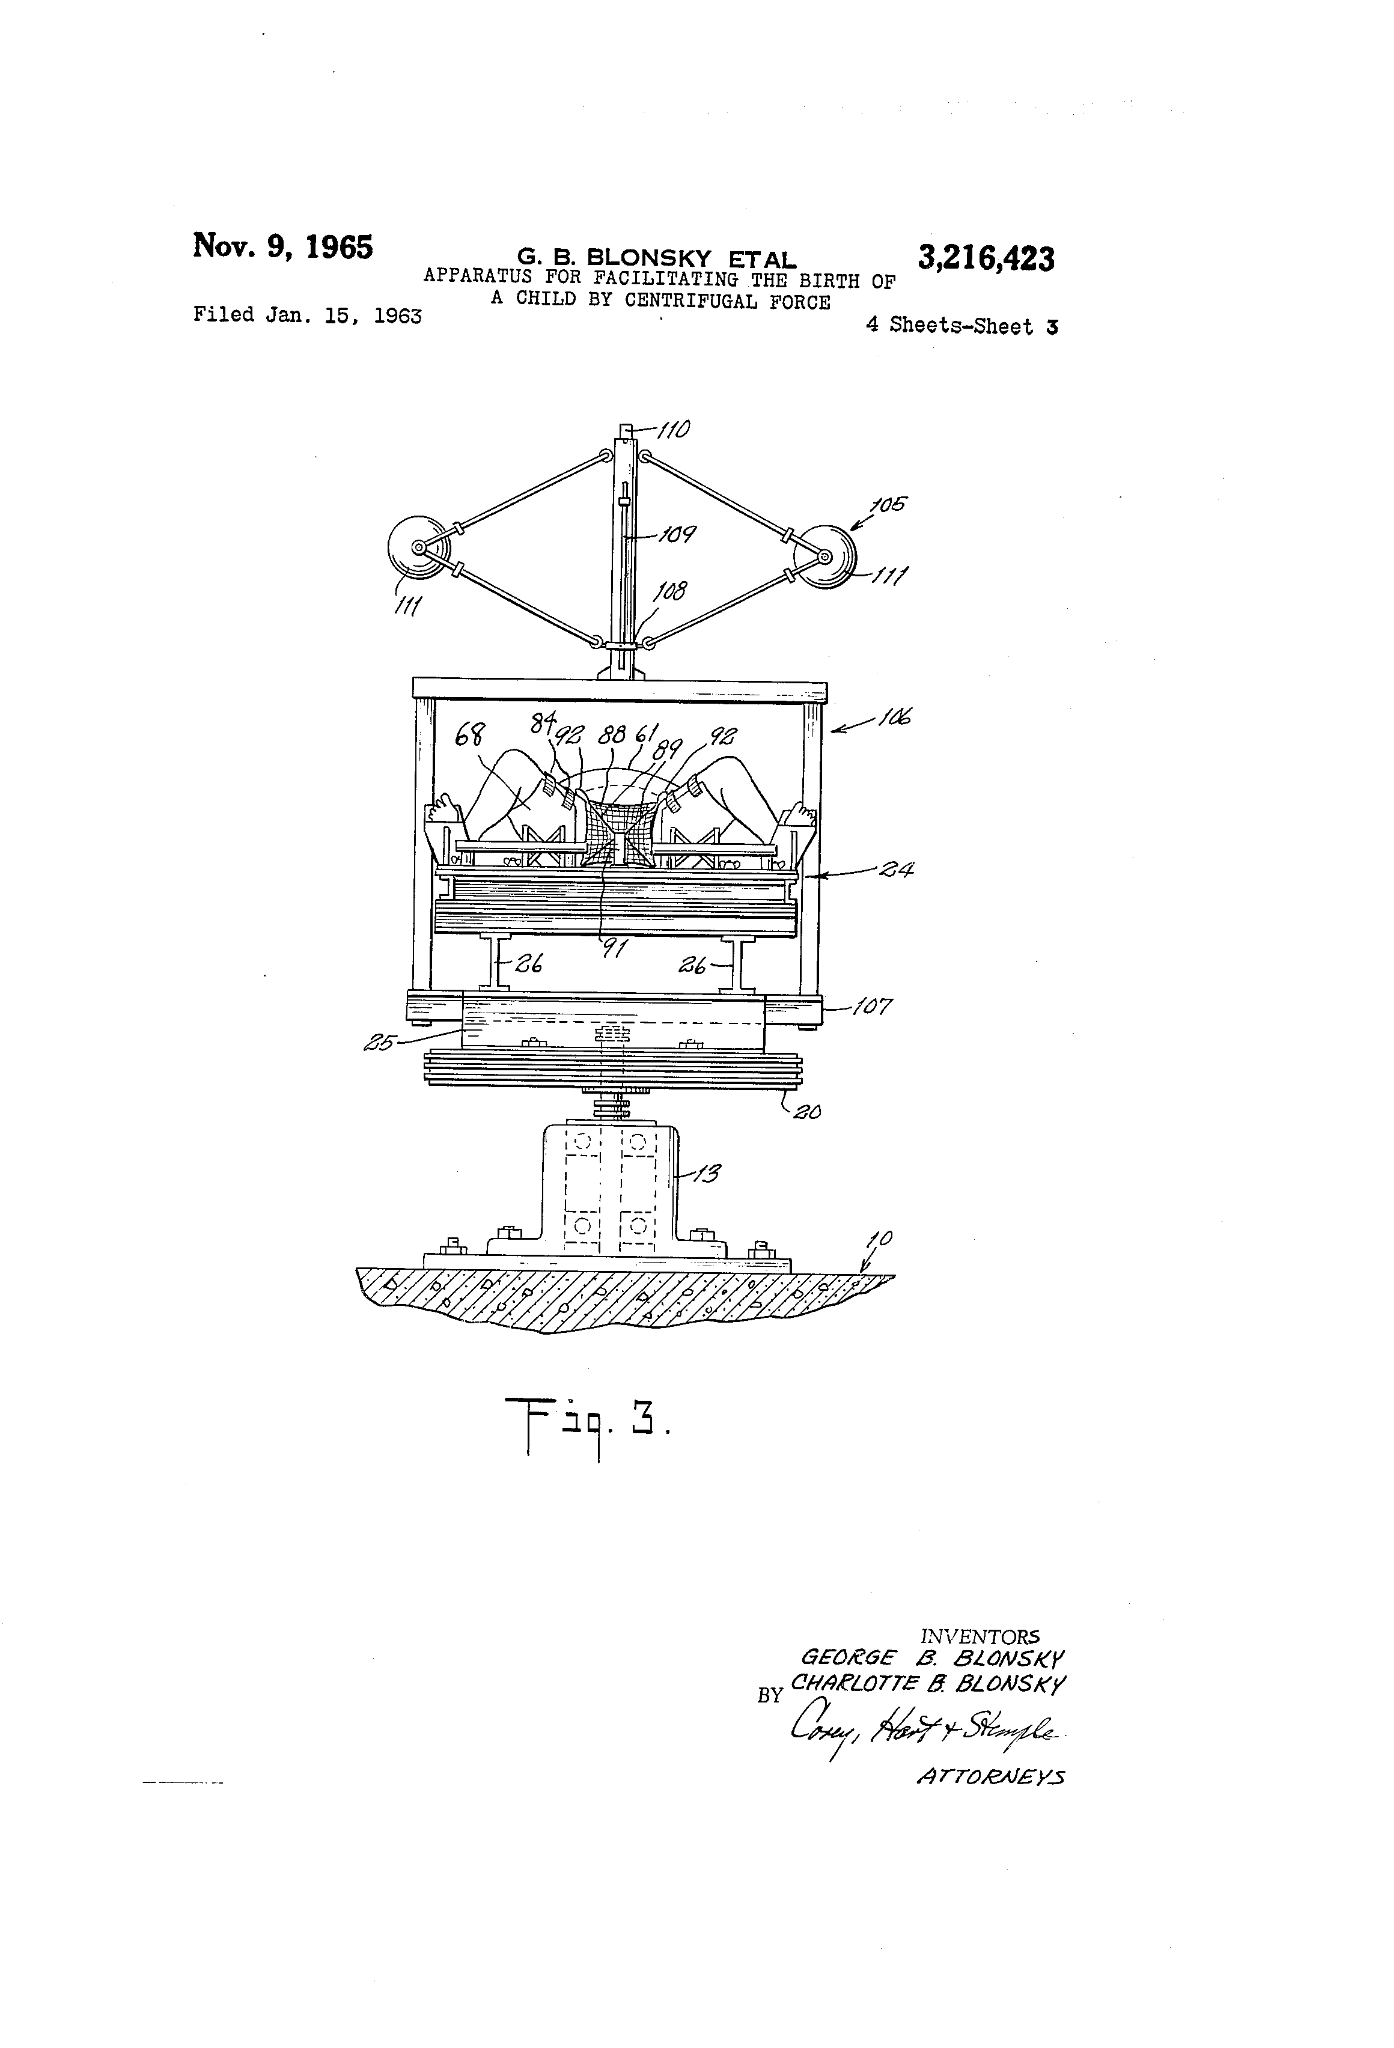 Nov. 9, 1965
G. B. BLONSKY ETAL
3,216,423
APPARATUS FOR FACILITATING THE BIRTH OF
A CHILD BY CENTRIFUGAL FORCE
Filed Jan. 15, 1963
4 Sheets-Sheet 3
110
105
109
111
111
108
106
68
84
92
88
61
89
92
24
91
26
26
107
25
20
13
10
Fig. 3.
INVENTORS
GEORGE B. BLONSKY
BY CHARLOTTE B. BLONSKY
Casey, Hart & Stemple
ATTORNEYS